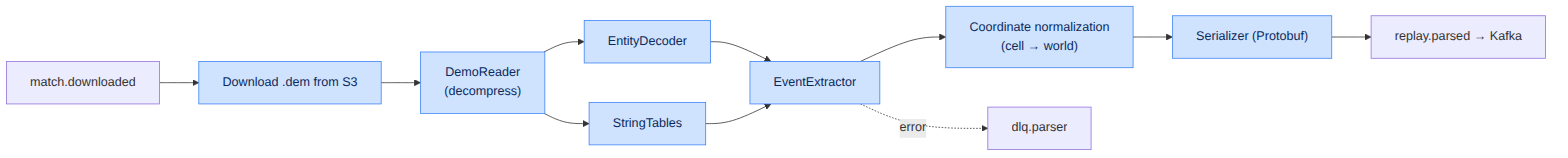 match.downloaded
Download .dem from S3
DemoReader
(decompress)
EntityDecoder
StringTables
EventExtractor
error
Coordinate normalization
(cell → world)
dlq.parser
Serializer (Protobuf)
replay.parsed → Kafka